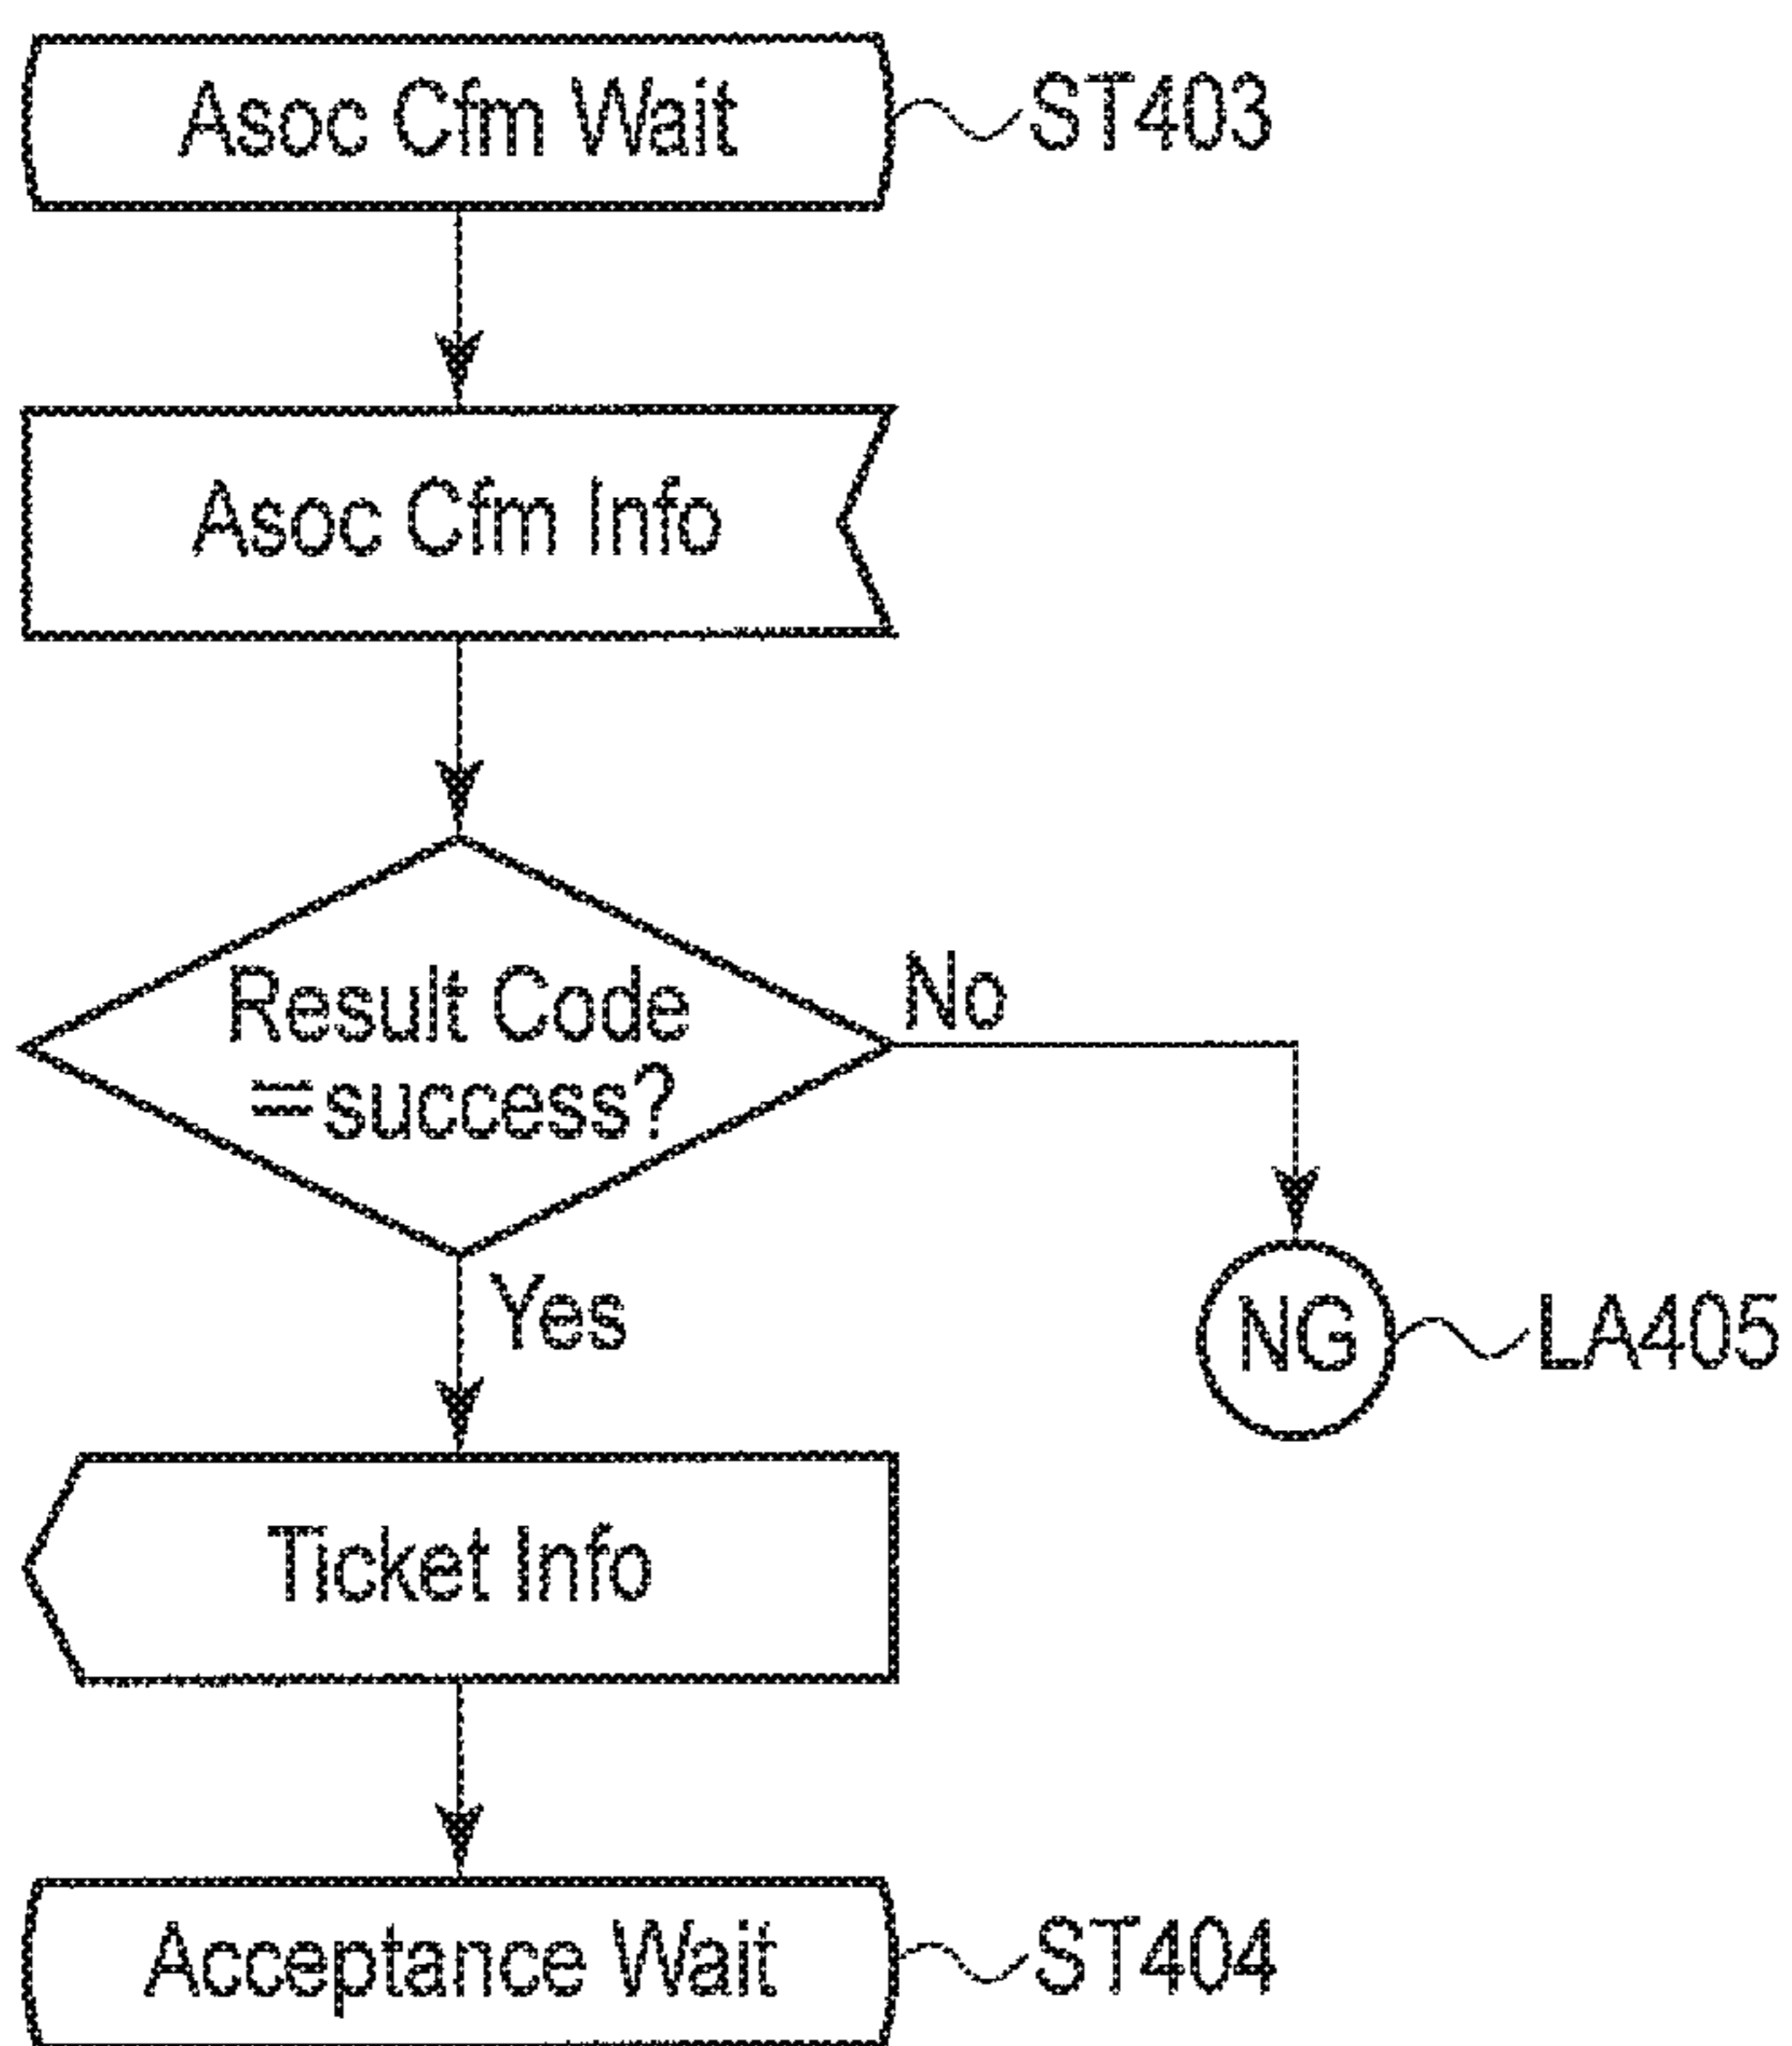 Asoc Cfm Wait
ST403
Asoc Cfm Info
Result Code
=success?
No
Yes
NG
LA405
Ticket Info
Acceptance Wait
ST404